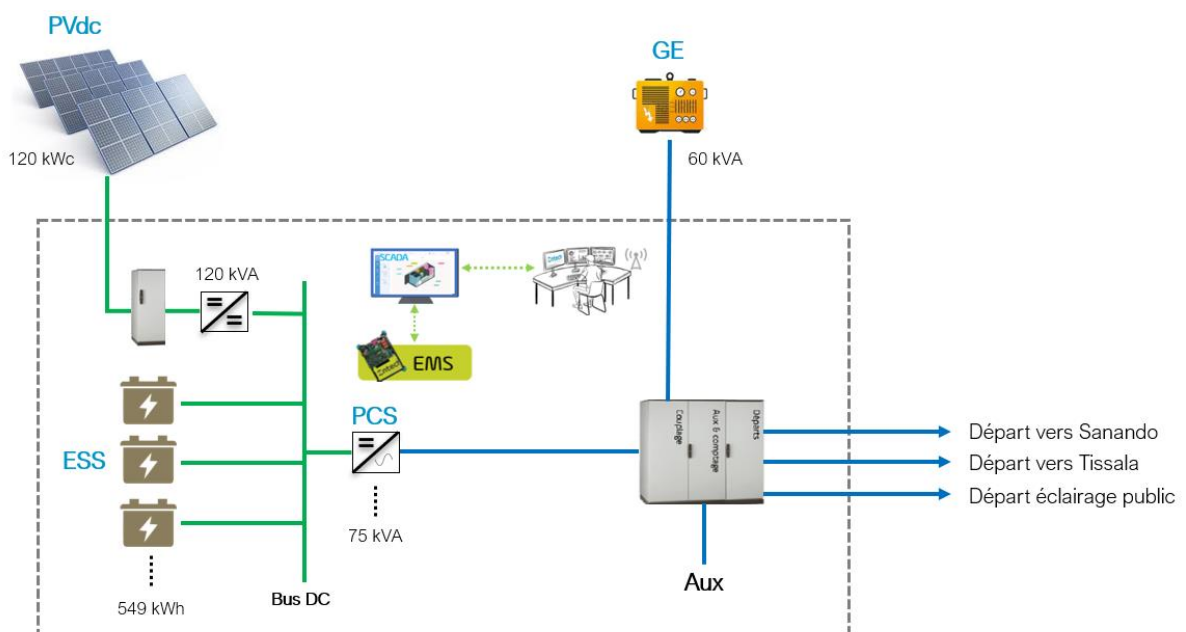 PVdc
GE
120 kWc
60 kVA
SCADA
120 kVA
EMS
PCS
ESS
75 kVA
549 kWh
Bus DC
Couplage
Aux & comptage
Départs
Départ vers Sanando
Départ vers Tissala
Départ éclairage public
Aux